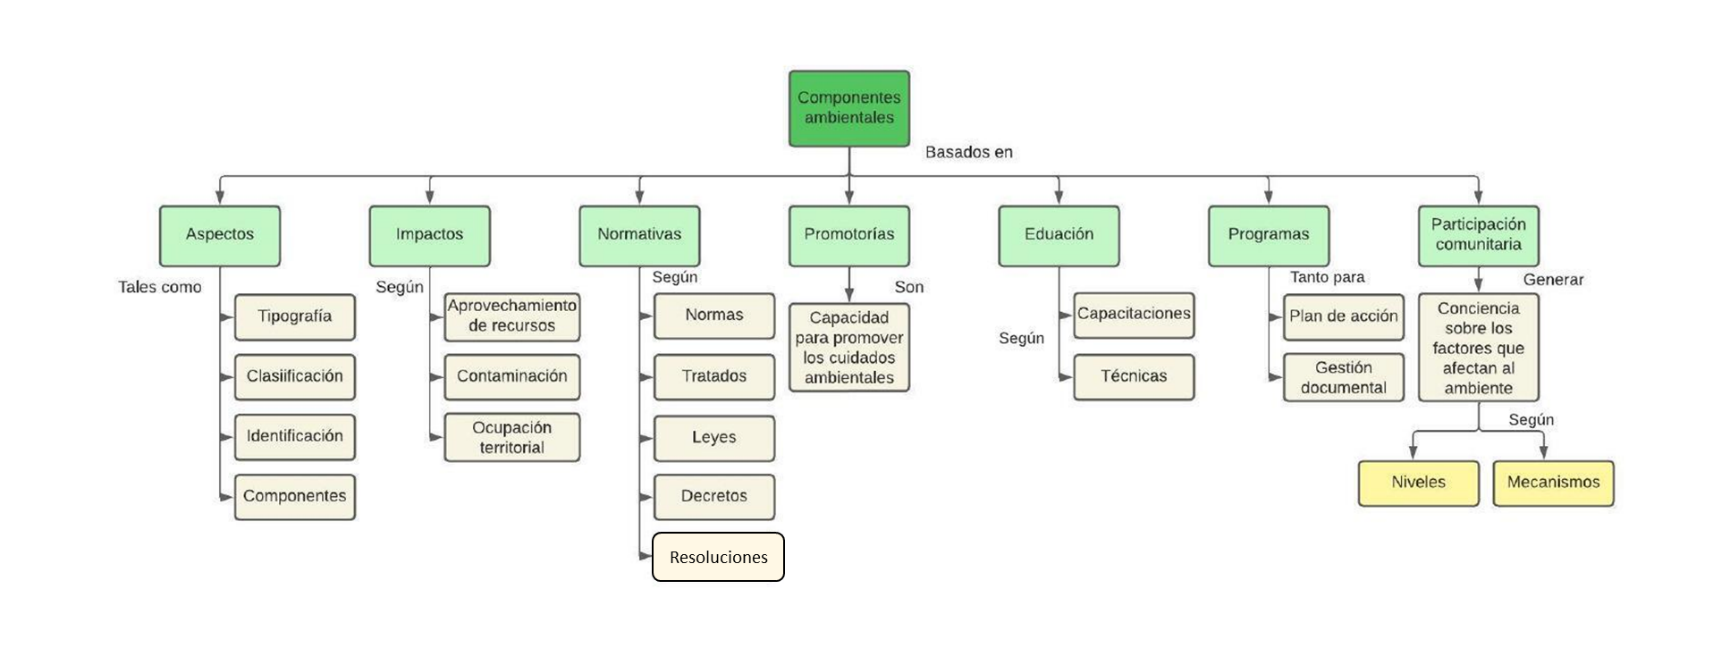 Componentes
ambientales
Basados en
Aspectos
Tales como
Tipografía
Clasiificación
Identificación
Componentes
Impactos
Según
Aprovechamiento
de recursos
Contaminación
Ocupación
territorial
Normativas
Según
Normas
Tratados
Leyes
Decretos
Resoluciones
Promotorías
Son
Capacidad
para promover
los cuidados
ambientales
Eduación
Según
Capacitaciones
Técnicas
Programas
Tanto para
Plan de acción
Gestión
documental
Participación
comunitaria
Generar
Conciencia
sobre los
factores que
afectan al
ambiente
Según
Niveles
Mecanismos